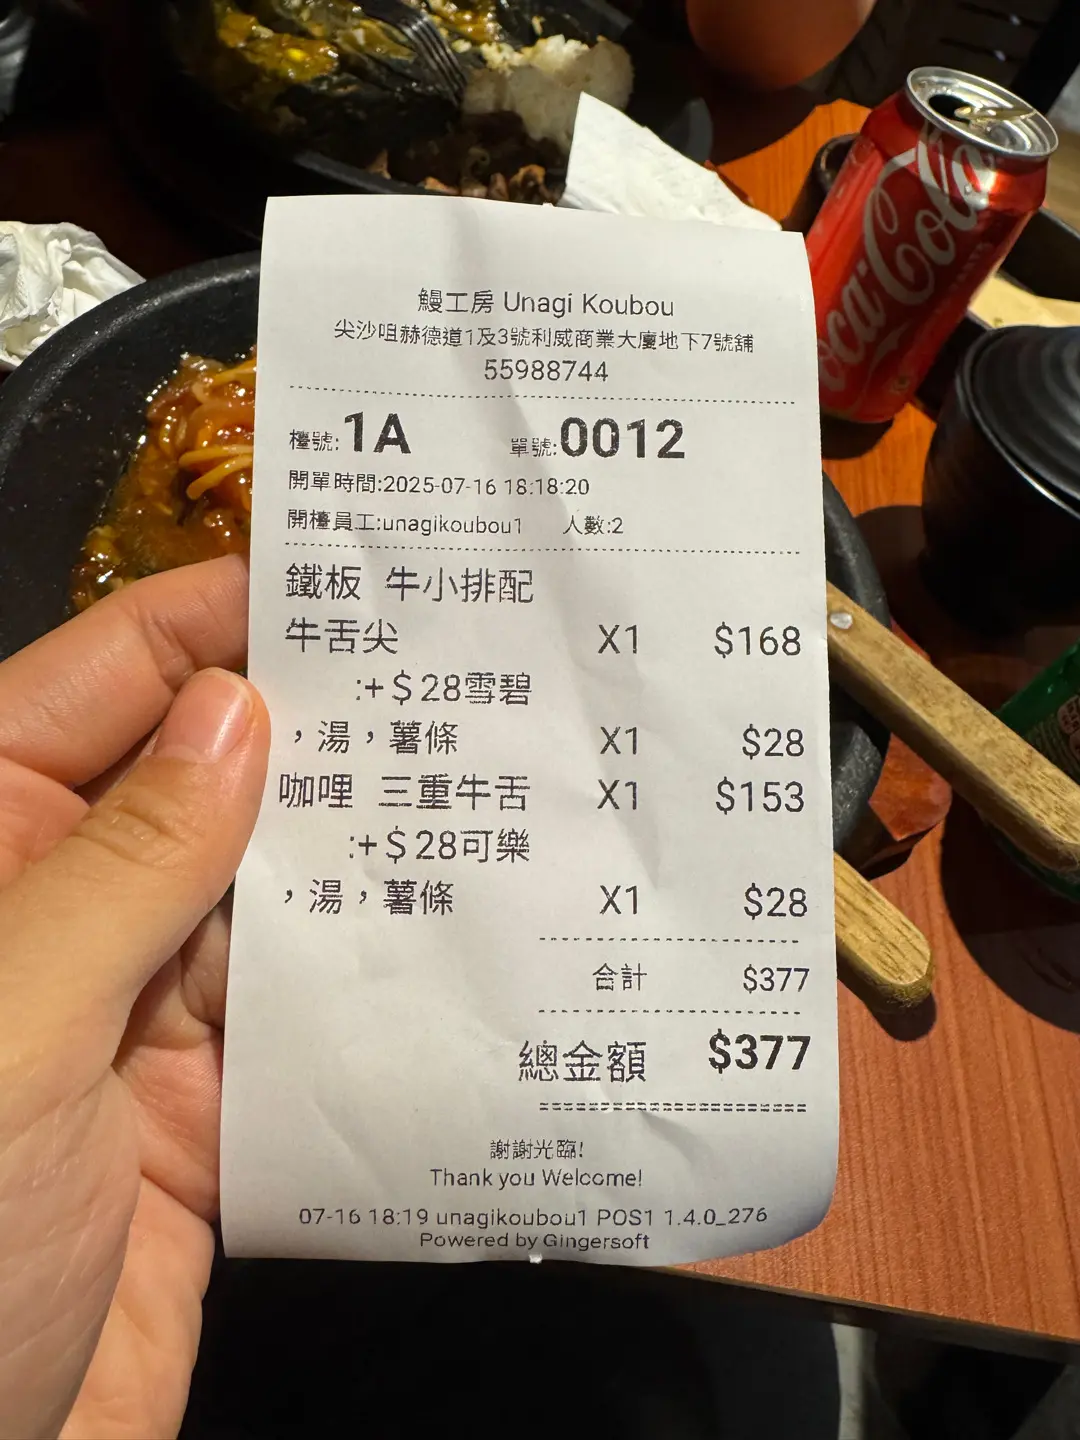 鰻工房 Unagi Koubou
尖沙咀赫德道1及3號利威商業大廈地下7號舖
55988744
檯號:1A 單號:0012
開單時間:2025-07-16 18:18:20
開檯員工:unagikoubou1 人數:2
鐵板 牛小排配
牛舌尖 X1 $168
:+$28雪碧
，湯，薯條 X1 $28
咖哩 三重牛舌 X1 $153
:+$28可樂
，湯，薯條 X1 $28
合計 $377
總金額 $377
謝謝光臨!
Thank you Welcome!
07-16 18:19 unagikoubou1 POS1 1.4.0_276
Powered by Gingersoft
Coca-Cola